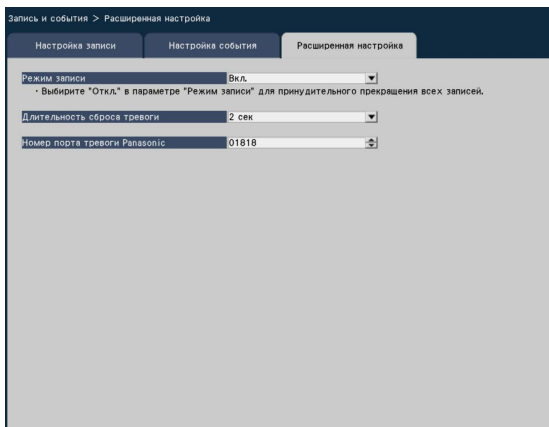 Запись и события > Расширенная настройка
Настройка записи Настройка события Расширенная настройка
Режим записи Вкл.
· Выбирите "Откл." в параметре "Режим записи" для принудительного прекращения всех записей.
Длительность сброса тревоги 2 сек
Номер порта тревоги Panasonic 01818